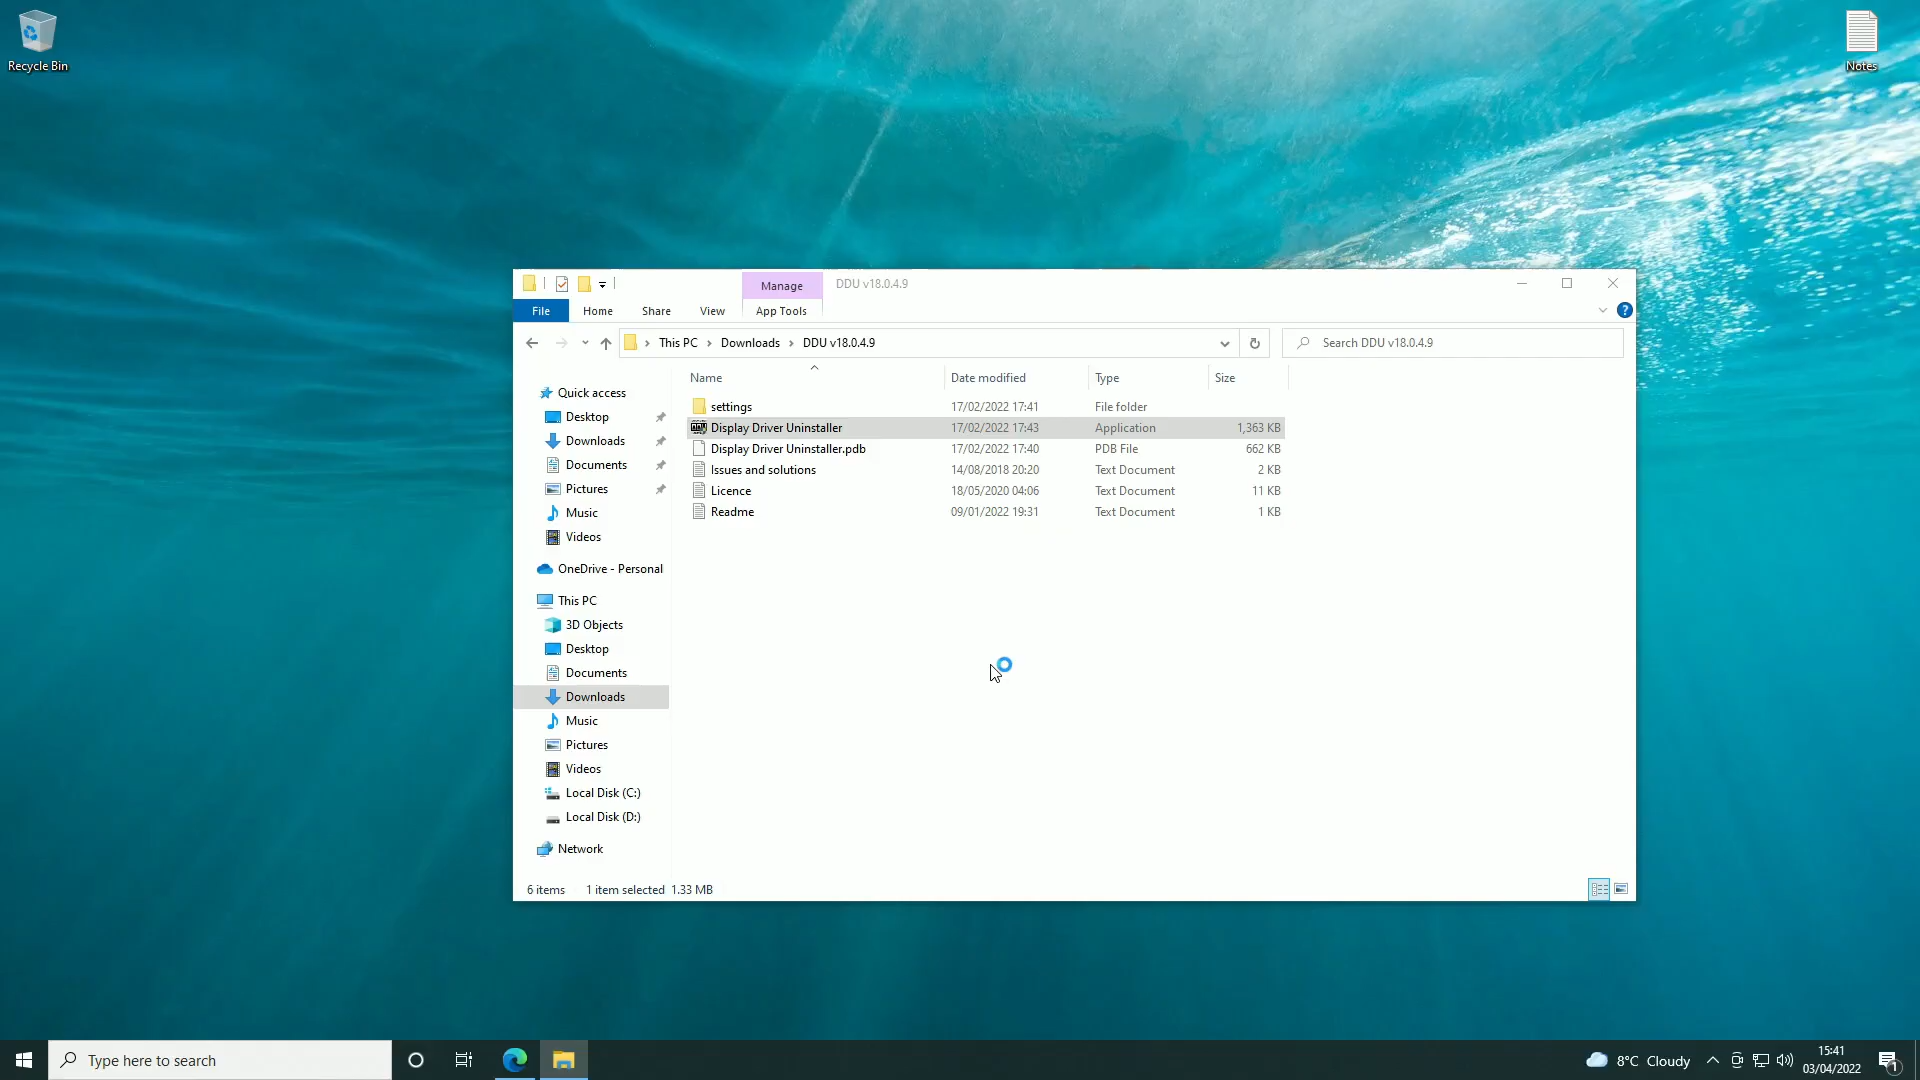 Recycle Bin
Notes
Manage
DDU v18.0.4.9
File
Home
Share
View
App Tools
This PC
Downloads
DDU v18.0.4.9
Search DDU v18.0.4.9
Name
Date modified
Type
Size
settings 17/02/2022 17:41 File folder
Display Driver Uninstaller 17/02/2022 17:43 Application 1,363 KB
Display Driver Uninstaller.pdb 17/02/2022 17:40 PDB File 662 KB
Issues and solutions 14/08/2018 20:20 Text Document 2 KB
Licence 18/05/2020 04:06 Text Document 11 KB
Readme 09/01/2022 19:31 Text Document 1 KB
Quick access
Desktop
Downloads
Documents
Pictures
Music
Videos
OneDrive - Personal
This PC
3D Objects
Desktop
Documents
Downloads
Music
Pictures
Videos
Local Disk (C:)
Local Disk (D:)
Network
6 items
1 item selected 1.33 MB
Type here to search
8°C Cloudy
15:41
03/04/2022
1